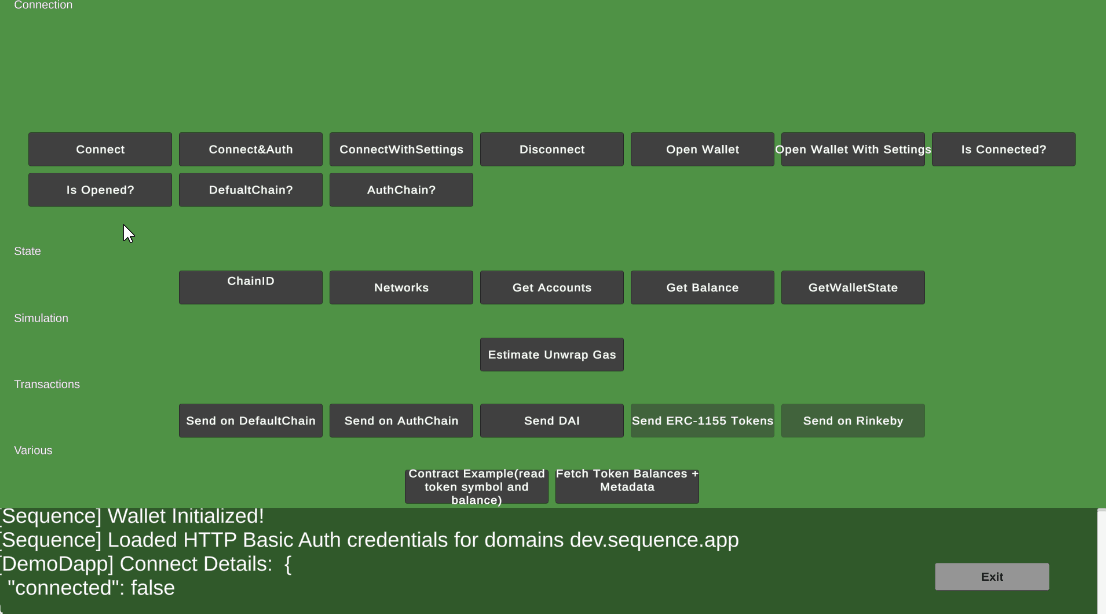 Connection
Connect
Connect&Auth
ConnectWithSettings
Disconnect
Open Wallet
Open Wallet With Settings
Is Connected?
Is Opened?
DefualtChain?
AuthChain?
State
ChainID
Networks
Get Accounts
Get Balance
GetWalletState
Simulation
Estimate Unwrap Gas
Transactions
Send on DefaultChain
Send on AuthChain
Send DAI
Send ERC-1155 Tokens
Send on Rinkeby
Various
Contract Example(read
token symbol and
balance)
Fetch Token Balances +
Metadata
[Sequence] Wallet Initialized!
[Sequence] Loaded HTTP Basic Auth credentials for domains dev.sequence.app
[DemoDapp] Connect Details:  {
"connected": false
Exit